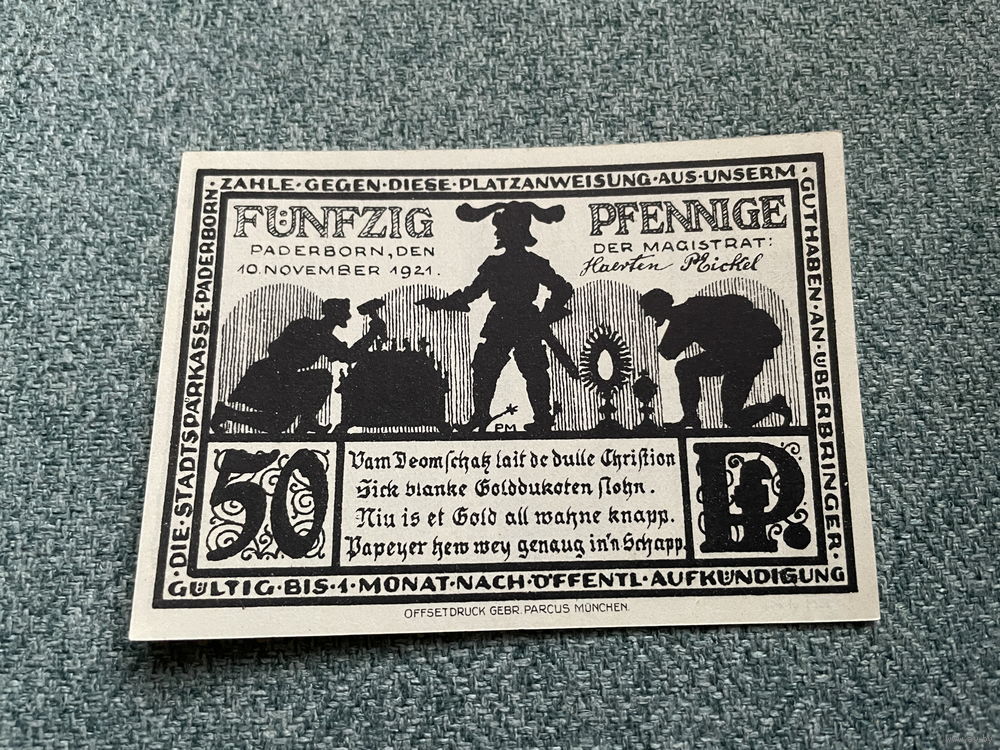 ZAHLE·GEGEN·DIESE·PLATZANWEISUNG·AUS·UNSERM·
GUTHABEN·AN·ÜBERBRINGER·
·DIE·STADTSPARKASSE·PADERBORN·
FÜNFZIG PFENNIGE
PADERBORN, DEN
10. NOVEMBER 1921.
DER MAGISTRAT:
Haerten Plickel
PM
50
Vam Deomschatz lait de dulle Christion
Sick blanke Golddukoten slohn.
Niu is et Gold all wahne knapp.
Papeyer hew wey genaug in'n Schapp.
Pf.
GÜLTIG·BIS·1·MONAT·NACH·ÖFFENTL·AUFKÜNDIGUNG
OFFSETDRUCK GEBR. PARCUS MÜNCHEN.